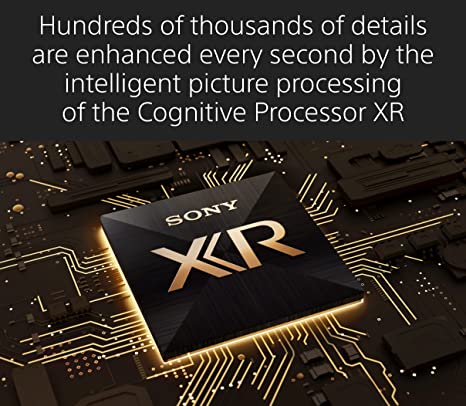 Hundreds of thousands of details
are enhanced every second by the
intelligent picture processing
of the Cognitive Processor XR
SONY
XR